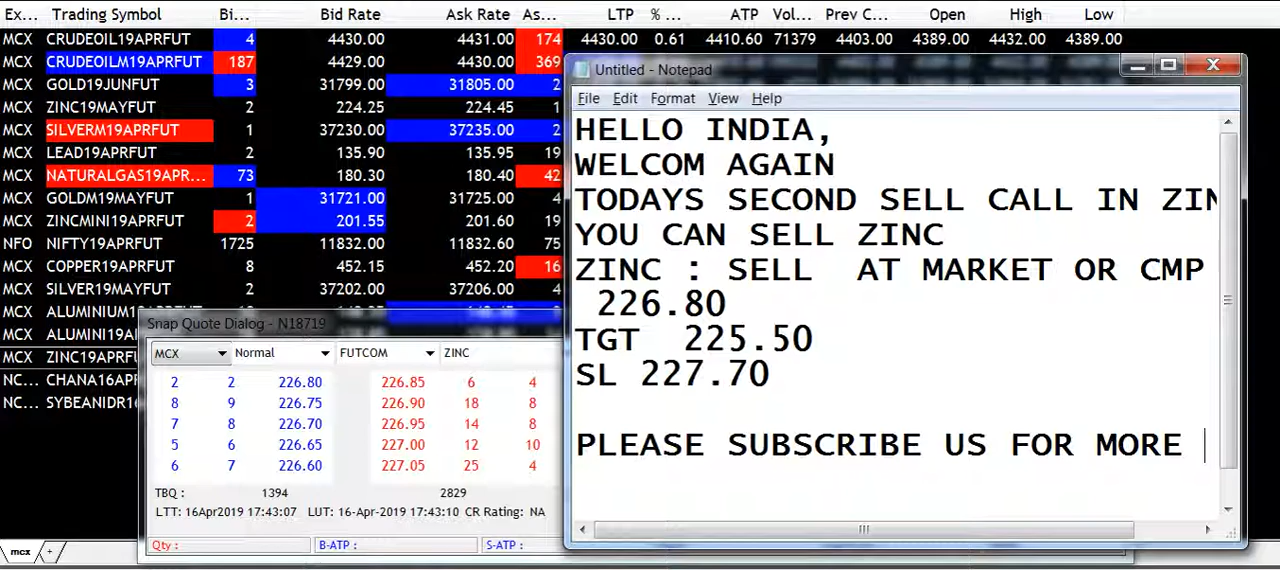 Ex... Trading Symbol Bi... Bid Rate Ask Rate As... LTP % ... ATP Vol... Prev C... Open High Low
MCX CRUDEOIL19APRFUT 4 4430.00 4431.00 174 4430.00 0.61 4410.60 71379 4403.00 4389.00 4432.00 4389.00
MCX CRUDEOILM19APRFUT 187 4429.00 4430.00 369
MCX GOLD19JUNFUT 3 31799.00 31805.00 2
MCX ZINC19MAYFUT 2 224.25 224.45 1
MCX SILVERM19APRFUT 1 37230.00 37235.00 2
MCX LEAD19APRFUT 2 135.90 135.95 19
MCX NATURALGAS19APR... 73 180.30 180.40 42
MCX GOLDM19MAYFUT 1 31721.00 31725.00 4
MCX ZINCMINI19APRFUT 2 201.55 201.60 19
NFO NIFTY19APRFUT 1725 11832.00 11832.60 75
MCX COPPER19APRFUT 8 452.15 452.20 16
MCX SILVER19MAYFUT 2 37202.00 37206.00 4
MCX ALUMINIUM
MCX ALUMINI19A
MCX ZINC19APRFU
NC... CHANA16AP
NC... SYBEANIDR1
Untitled - Notepad
File Edit Format View Help
HELLO INDIA,
WELCOM AGAIN
TODAYS SECOND SELL CALL IN ZIN
YOU CAN SELL ZINC
ZINC : SELL AT MARKET OR CMP
226.80
TGT 225.50
SL 227.70
PLEASE SUBSCRIBE US FOR MORE
Snap Quote Dialog - N18719
MCX Normal FUTCOM ZINC
2 2 226.80 226.85 6 4
8 9 226.75 226.90 18 8
7 8 226.70 226.95 14 8
5 6 226.65 227.00 12 10
6 7 226.60 227.05 25 4
TBQ : 1394 2829
LTT: 16Apr2019 17:43:07 LUT: 16-Apr-2019 17:43:10 CR Rating: NA
Qty : B-ATP : S-ATP :
mcx +